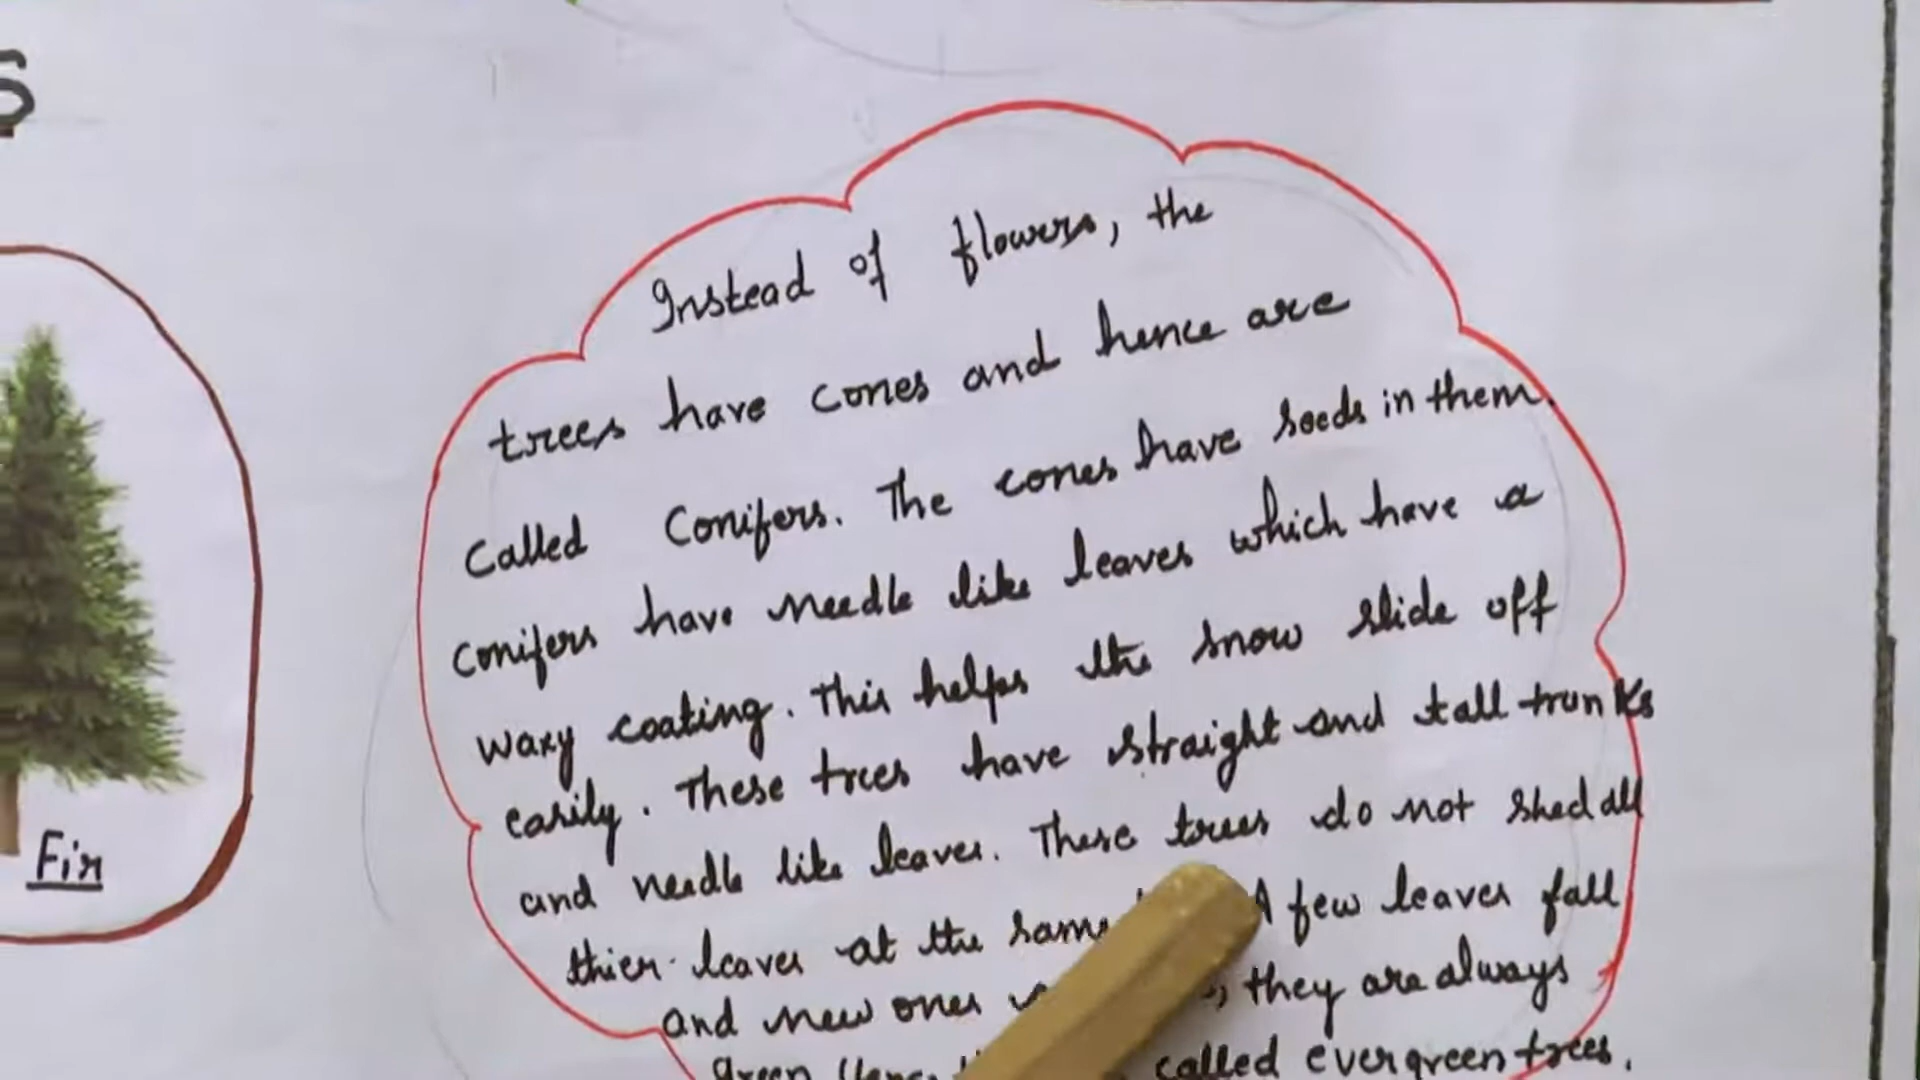 S
Fir
Instead of flowers, the
trees have cones and hence are
called Conifers. The cones have seeds in them.
conifers have needle like leaves which have a
waxy coating. This helps the snow slide off
easily. These trees have straight and tall trunks
and needle like leaves. These trees do not shed all
thier leaves at the same A few leaves fall
and new ones they are always
green called evergreen trees.